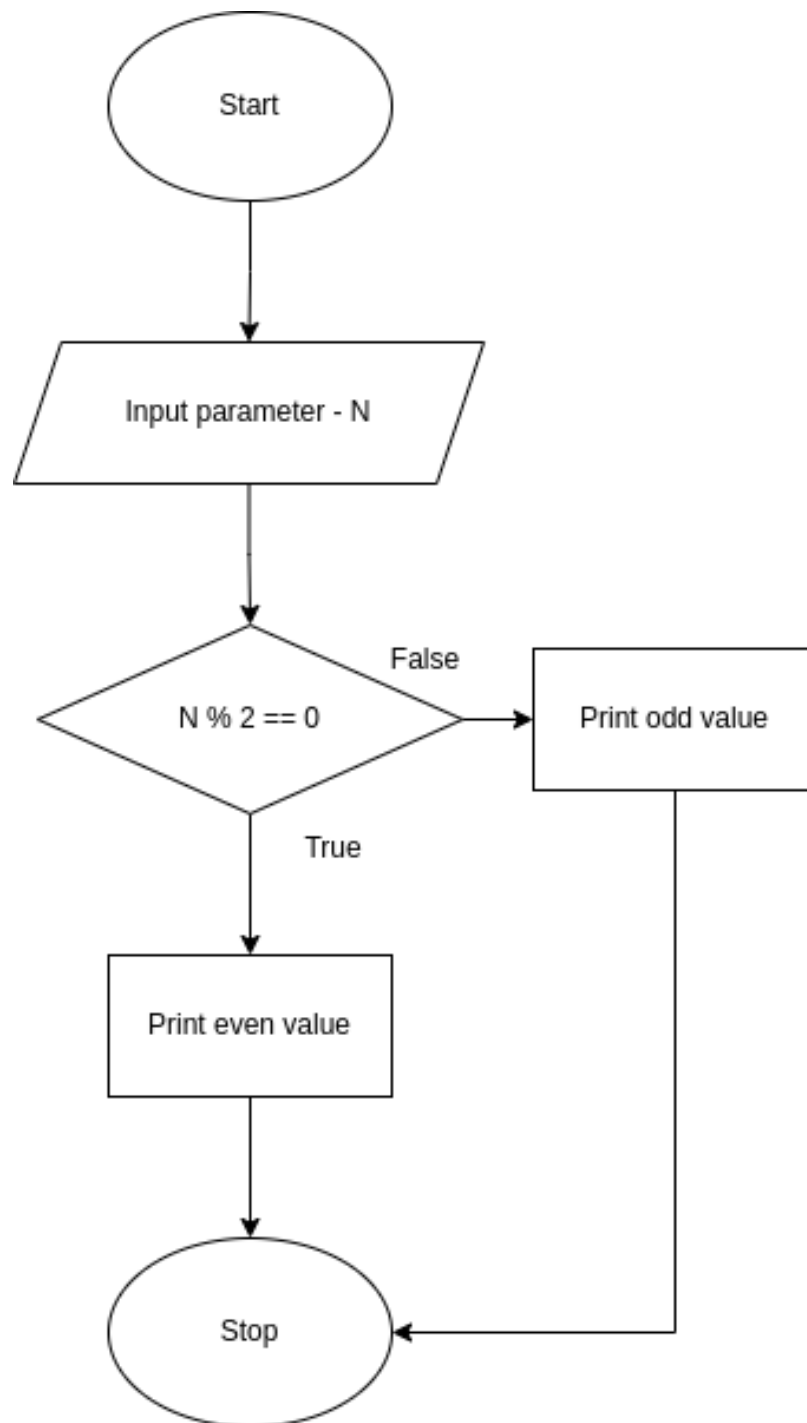 Start
Input parameter - N
N % 2 == 0
False
Print odd value
True
Print even value
Stop